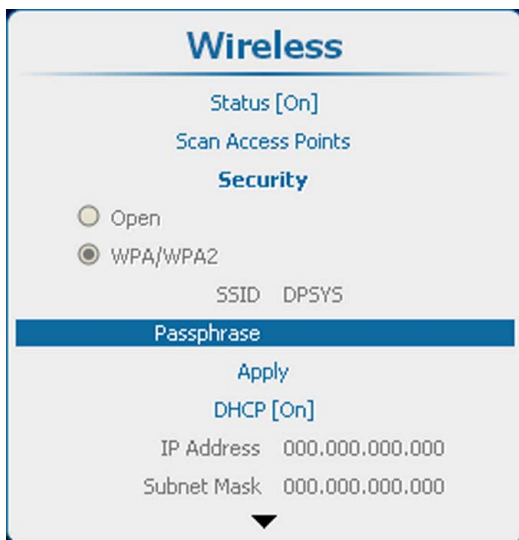 Wireless
Status [On]
Scan Access Points
Security
Open
WPA/WPA2
SSID DPSYS
Passphrase
Apply
DHCP [On]
IP Address 000.000.000.000
Subnet Mask 000.000.000.000